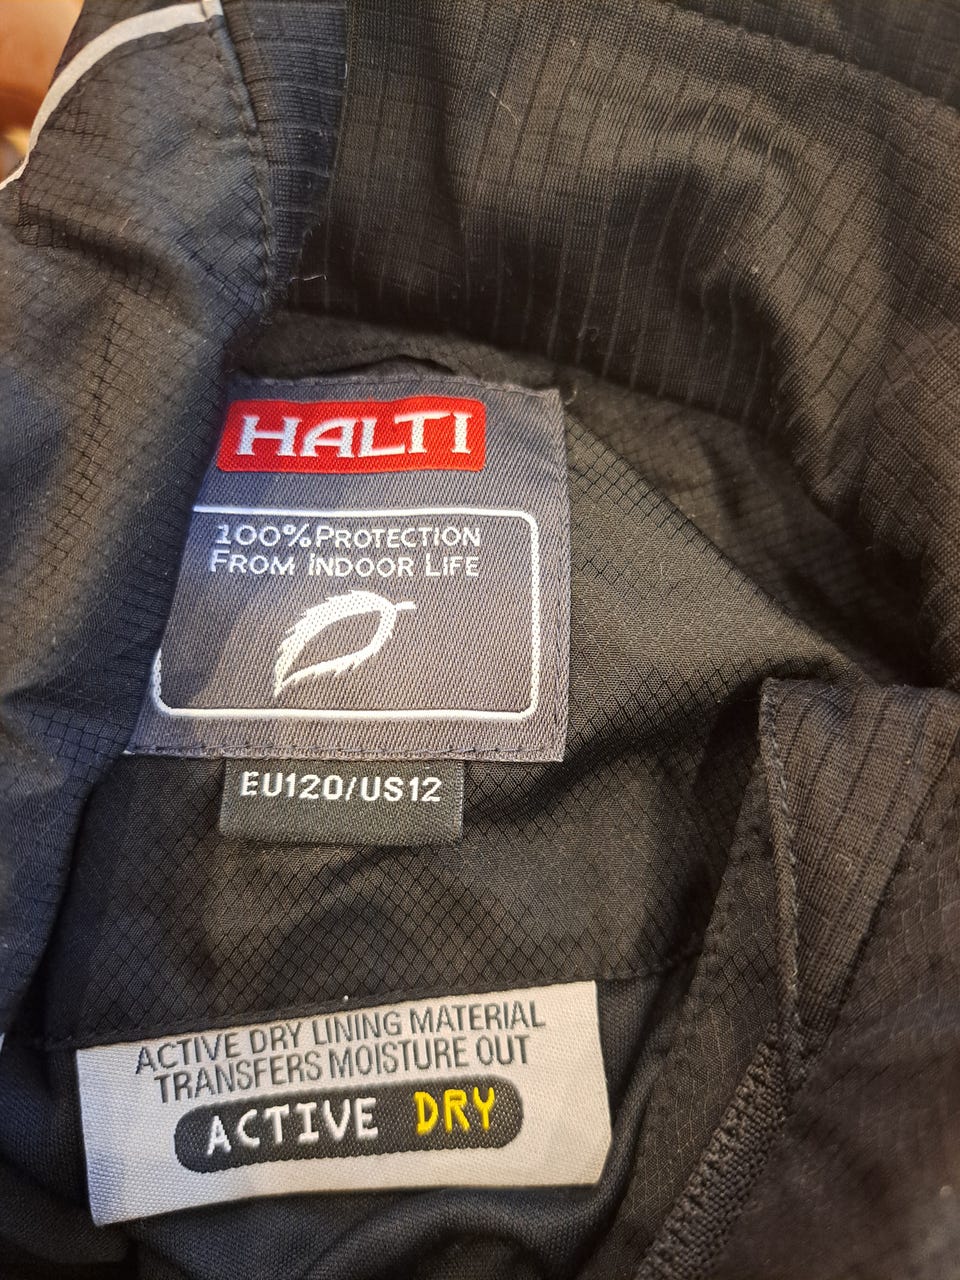 HALTI
100% PROTECTION
FROM INDOOR LIFE
EU120/US12
ACTIVE DRY LINING MATERIAL
TRANSFERS MOISTURE OUT
ACTIVE DRY